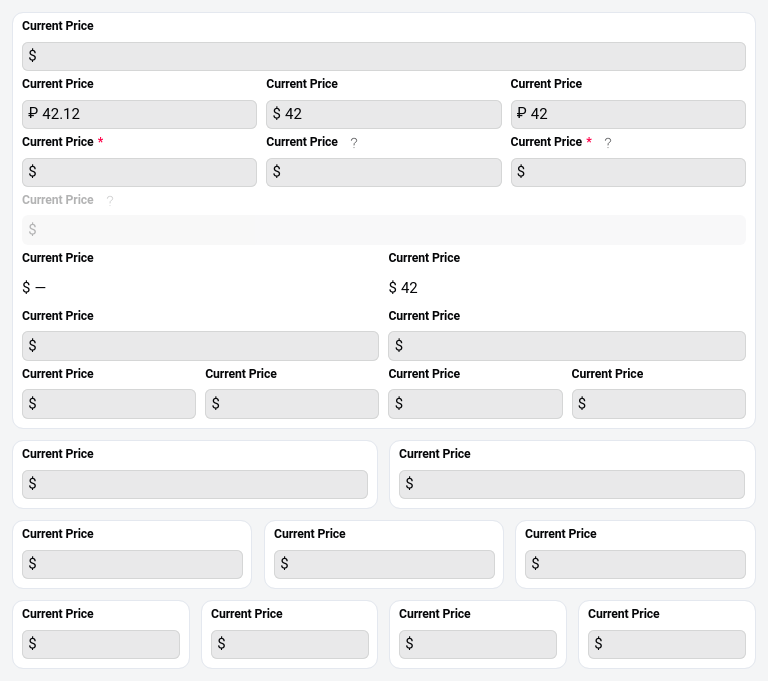 Current Price
$
Current Price Current Price Current Price
₽ 42.12 $ 42 ₽ 42
Current Price * Current Price ? Current Price * ?
$ $ $
Current Price ?
$
Current Price Current Price
$ — $ 42
Current Price Current Price
$ $
Current Price Current Price Current Price Current Price
$ $ $ $
Current Price Current Price
$ $
Current Price Current Price Current Price
$ $ $
Current Price Current Price Current Price Current Price
$ $ $ $